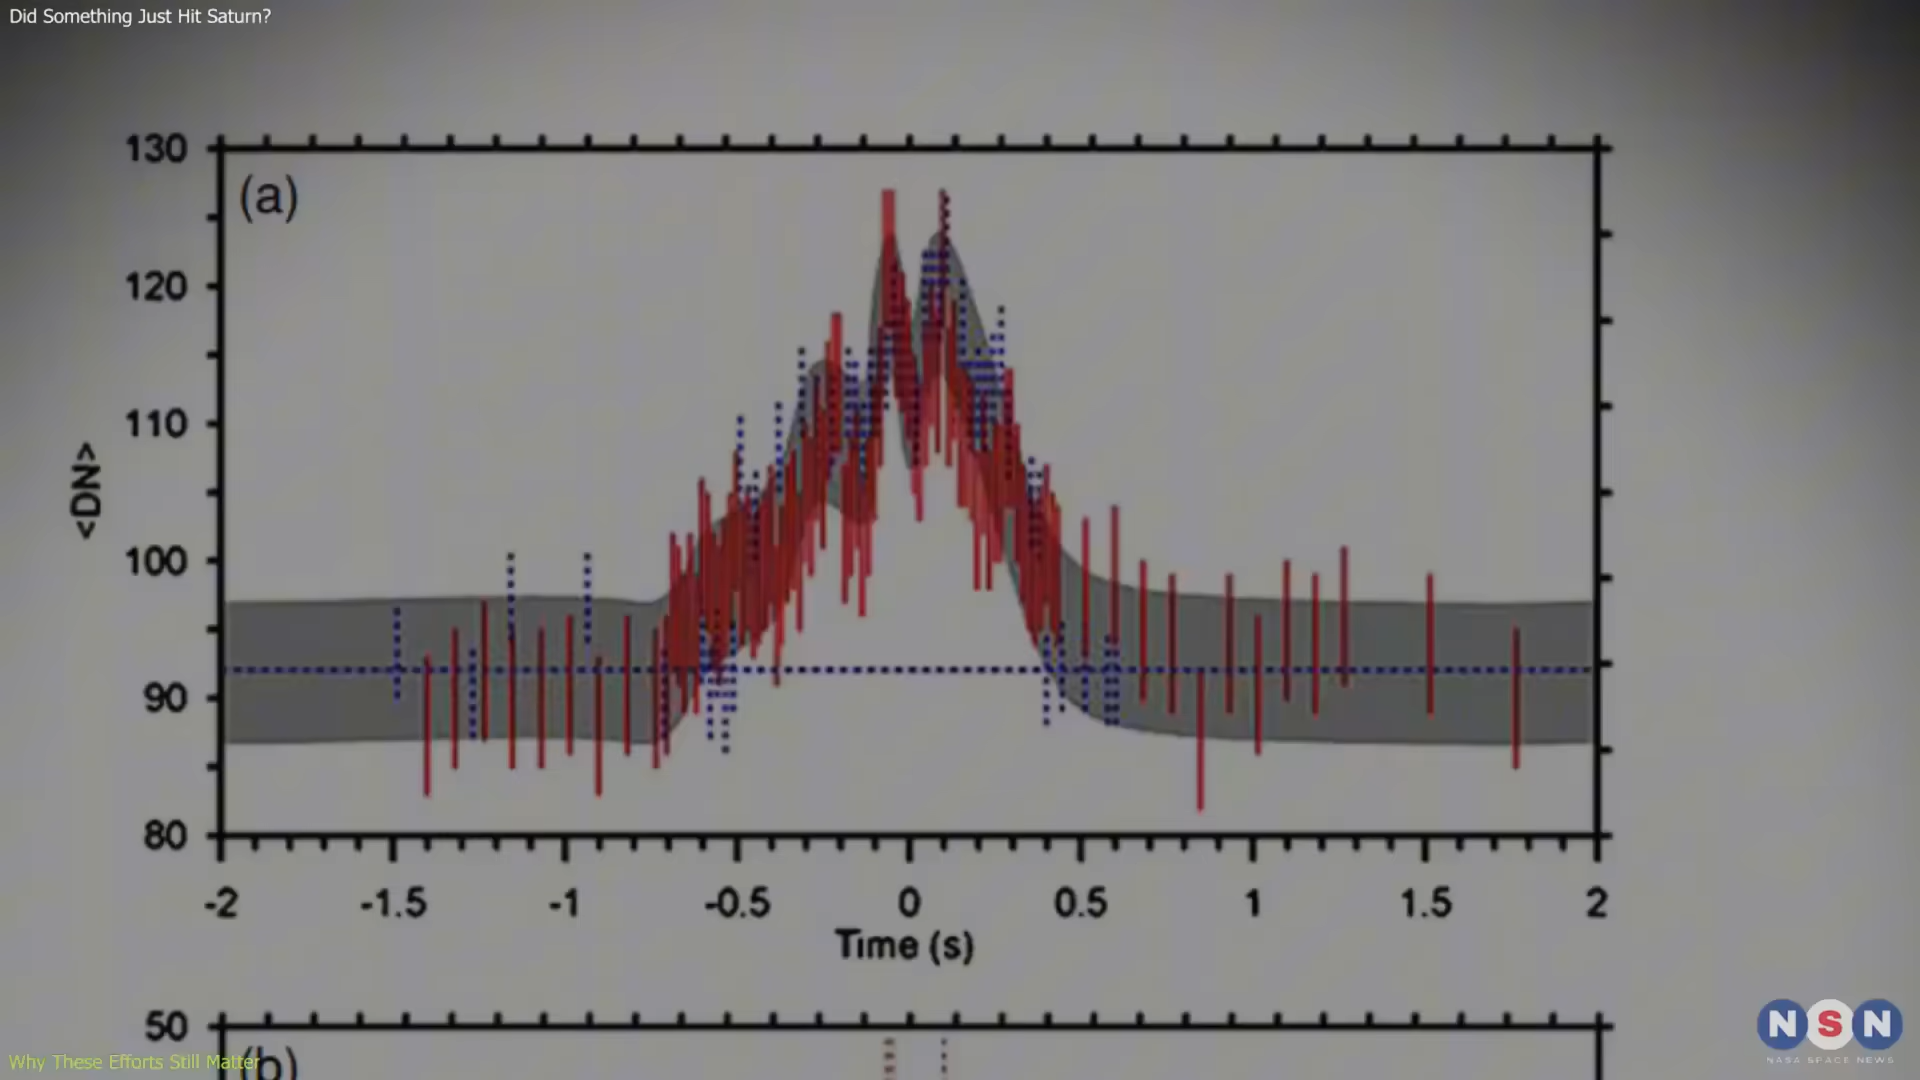 Did Something Just Hit Saturn?
130
(a)
120
110
<DN>
100
90
80
-2 -1.5 -1 -0.5 0 0.5 1 1.5 2
Time (s)
50
(b)
Why These Efforts Still Matter
NSN
NASA SPACE NEWS